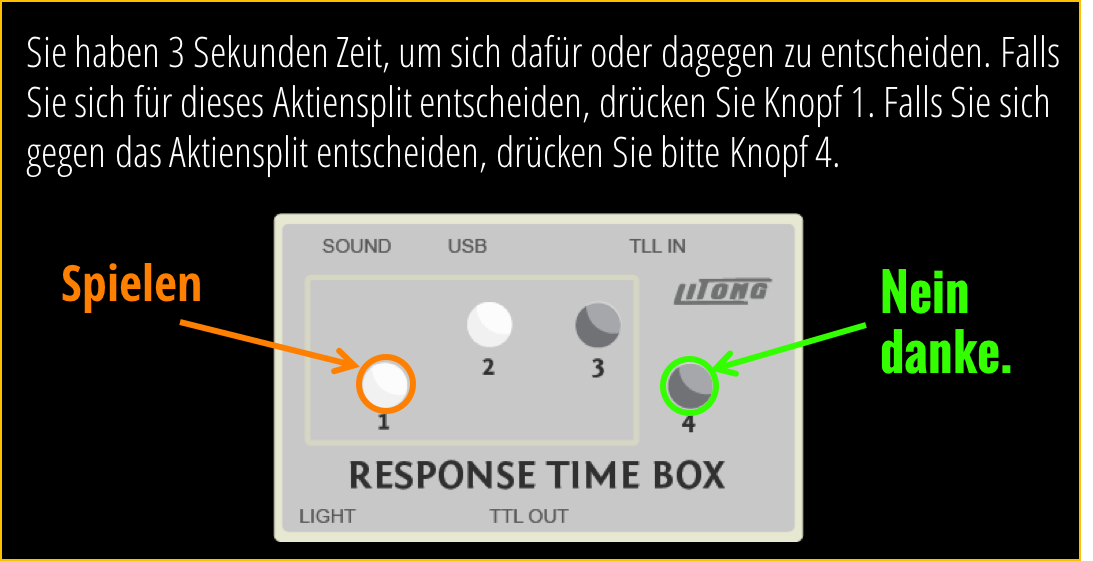 Sie haben 3 Sekunden Zeit, um sich dafür oder dagegen zu entscheiden. Falls
Sie sich für dieses Aktiensplit entscheiden, drücken Sie Knopf 1. Falls Sie sich
gegen das Aktiensplit entscheiden, drücken Sie bitte Knopf 4.
SOUND USB TLL IN
Spielen
LITONG
Nein
danke.
2 3
1 4
RESPONSE TIME BOX
LIGHT TTL OUT